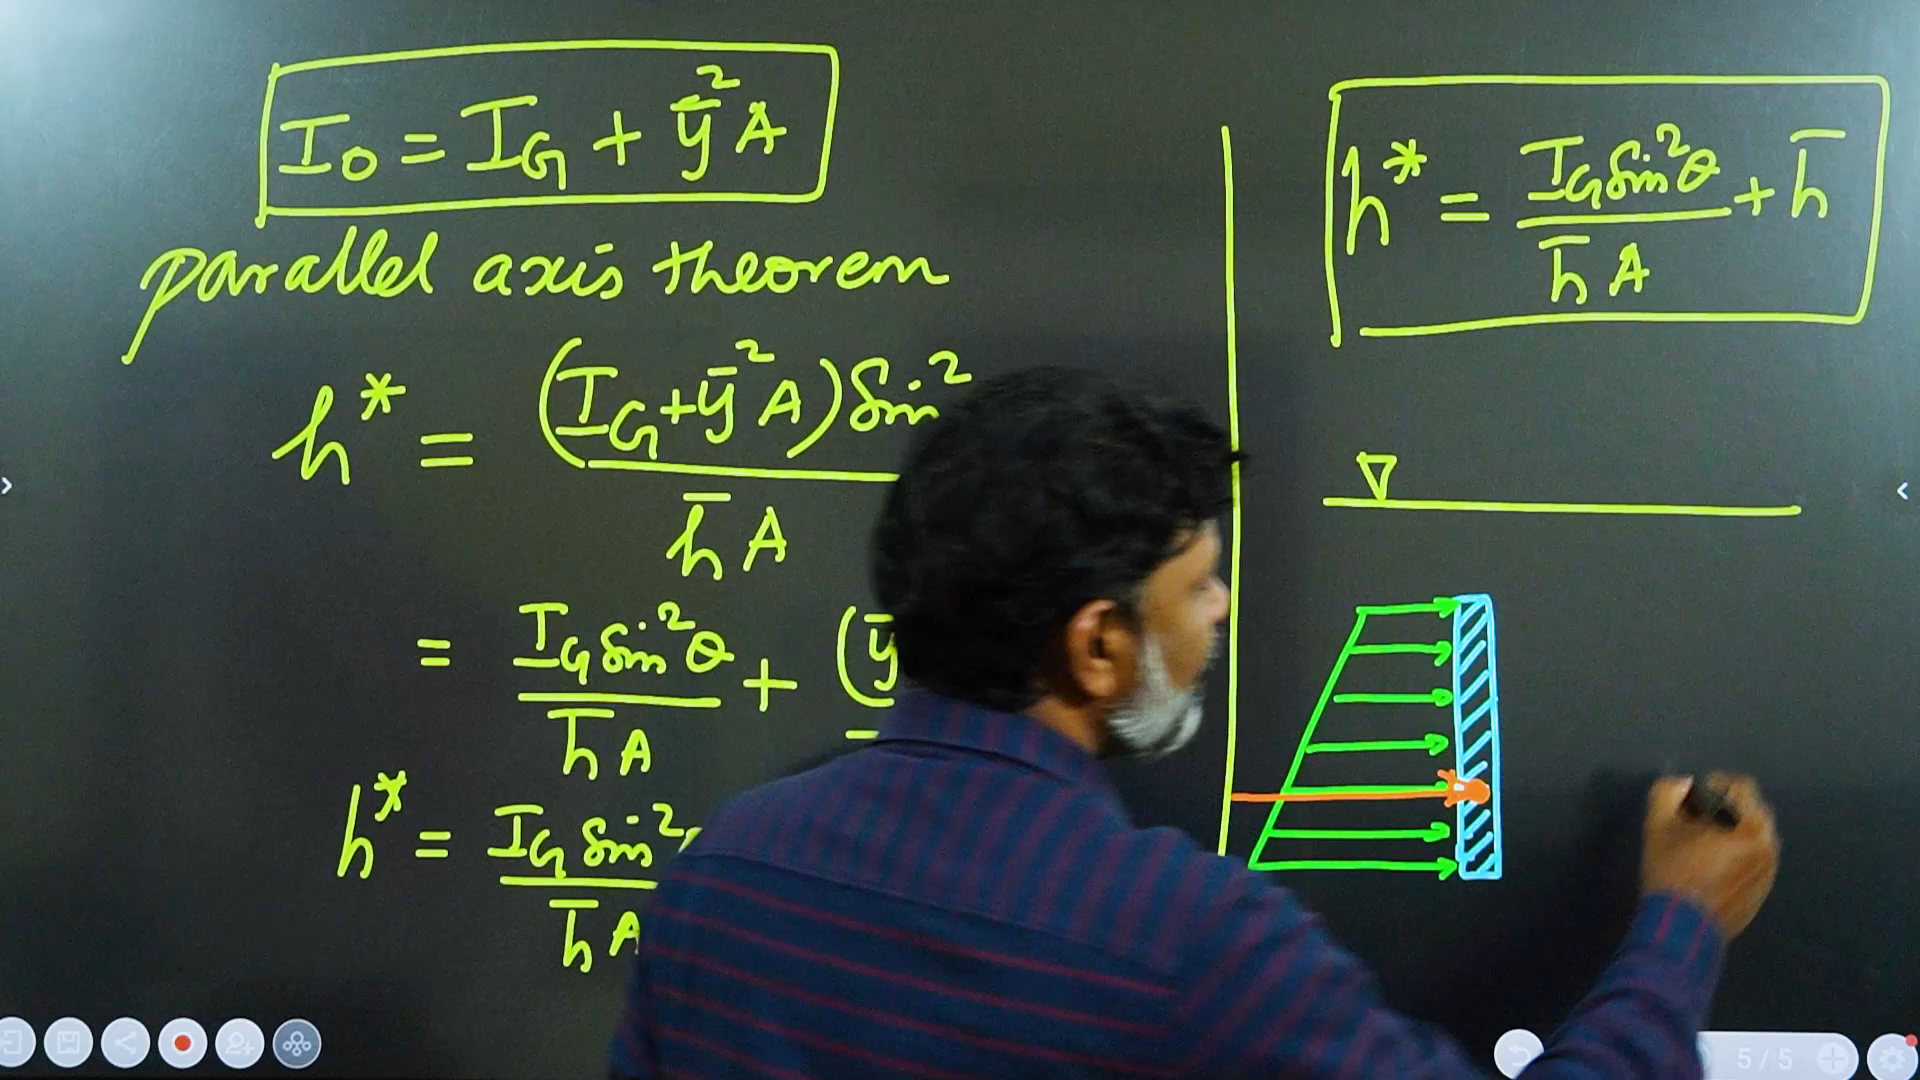 I₀ = I_G + ȳ²A
parallel axis theorem
h* = (I_G + ȳ²A) Sin²
h̄ A
= I_G Sin²θ / h̄ A + (ȳ
h* = I_G Sin²
h̄ A
h* = I_G Sin²θ / h̄ A + h̄
5/5